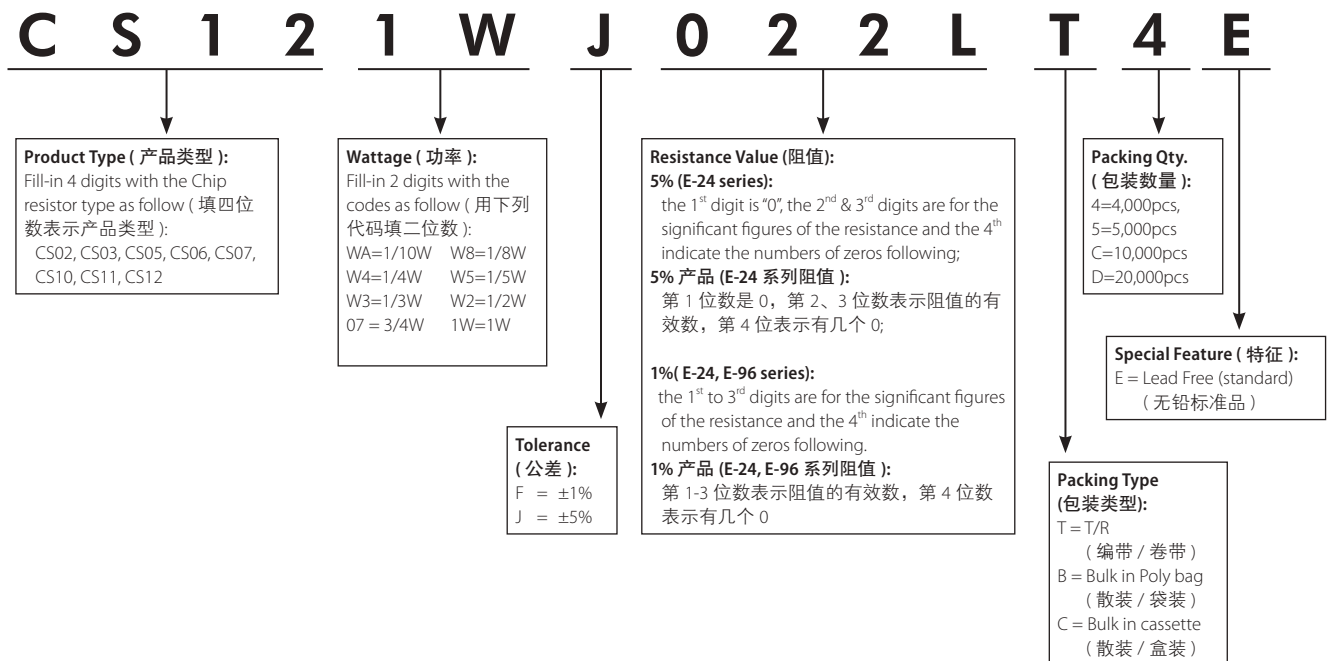 C S 1 2 1 W J 0 2 2 L T 4 E
Product Type ( 产品类型 ):
Fill-in 4 digits with the Chip
resistor type as follow ( 填四位
数表示产品类型 ):
CS02, CS03, CS05, CS06, CS07,
CS10, CS11, CS12
Wattage ( 功率 ):
Fill-in 2 digits with the
codes as follow ( 用下列
代码填二位数 ):
WA=1/10W W8=1/8W
W4=1/4W W5=1/5W
W3=1/3W W2=1/2W
07 = 3/4W 1W=1W
Tolerance
( 公差 ):
F = ±1%
J = ±5%
Resistance Value (阻值):
5% (E-24 series):
the 1st digit is “0”, the 2nd & 3rd digits are for the
significant figures of the resistance and the 4th
indicate the numbers of zeros following;
5% 产品 (E-24 系列阻值 ):
第 1 位数是 0，第 2、3 位数表示阻值的有
效数，第 4 位表示有几个 0;
1%( E-24, E-96 series):
the 1st to 3rd digits are for the significant figures
of the resistance and the 4th indicate the
numbers of zeros following.
1% 产品 (E-24, E-96 系列阻值 ):
第 1-3 位数表示阻值的有效数，第 4 位数
表示有几个 0
Packing Type
(包装类型):
T = T/R
( 编带 / 卷带 )
B = Bulk in Poly bag
( 散装 / 袋装 )
C = Bulk in cassette
( 散装 / 盒装 )
Packing Qty.
( 包装数量 ):
4=4,000pcs,
5=5,000pcs
C=10,000pcs
D=20,000pcs
Special Feature ( 特征 ):
E = Lead Free (standard)
( 无铅标准品 )